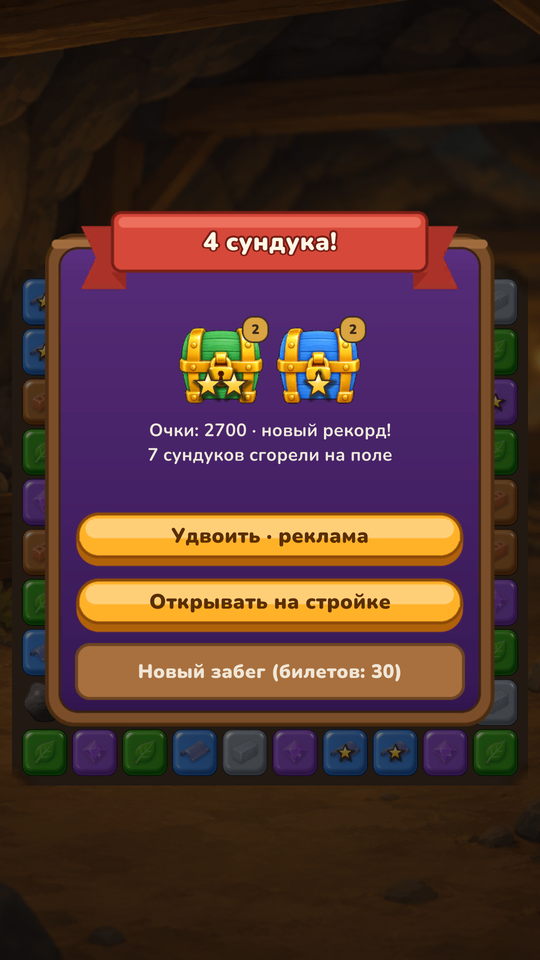 4 сундука!
2
2
Очки: 2700 · новый рекорд!
7 сундуков сгорели на поле
Удвоить · реклама
Открывать на стройке
Новый забег (билетов: 30)